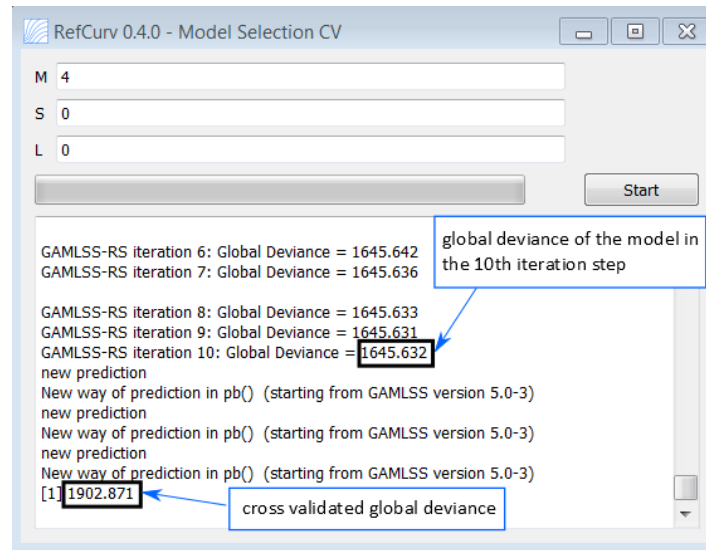 RefCurv 0.4.0 - Model Selection CV
M 4
S 0
L 0
Start
GAMLSS-RS iteration 6: Global Deviance = 1645.642
GAMLSS-RS iteration 7: Global Deviance = 1645.636
global deviance of the model in
the 10th iteration step
GAMLSS-RS iteration 8: Global Deviance = 1645.633
GAMLSS-RS iteration 9: Global Deviance = 1645.631
GAMLSS-RS iteration 10: Global Deviance = 1645.632
new prediction
New way of prediction in pb() (starting from GAMLSS version 5.0-3)
new prediction
New way of prediction in pb() (starting from GAMLSS version 5.0-3)
new prediction
New way of prediction in pb() (starting from GAMLSS version 5.0-3)
[1] 1902.871
cross validated global deviance